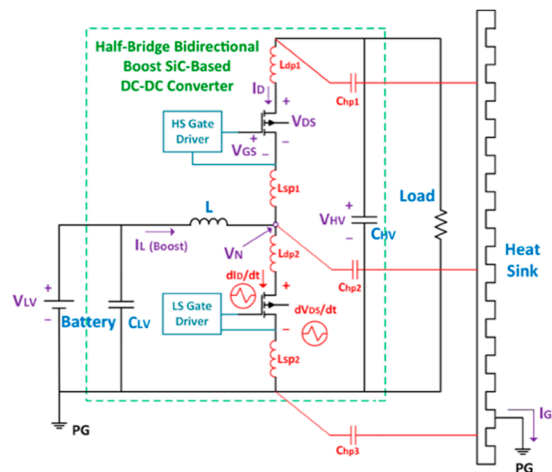 Half-Bridge Bidirectional
Boost SiC-Based
DC-DC Converter
Ldp1
Chp1
ID
+
VDS
HS Gate
Driver
+
VGS
−
−
Lsp1
L
IL (Boost)
VN
+
VHV
−
CHV
Load
Heat
Sink
Ldp2
Chp2
dID/dt
+
dVDS/dt
LS Gate
Driver
−
+
VLV
−
Battery
CLV
Lsp2
PG
Chp3
IG
PG